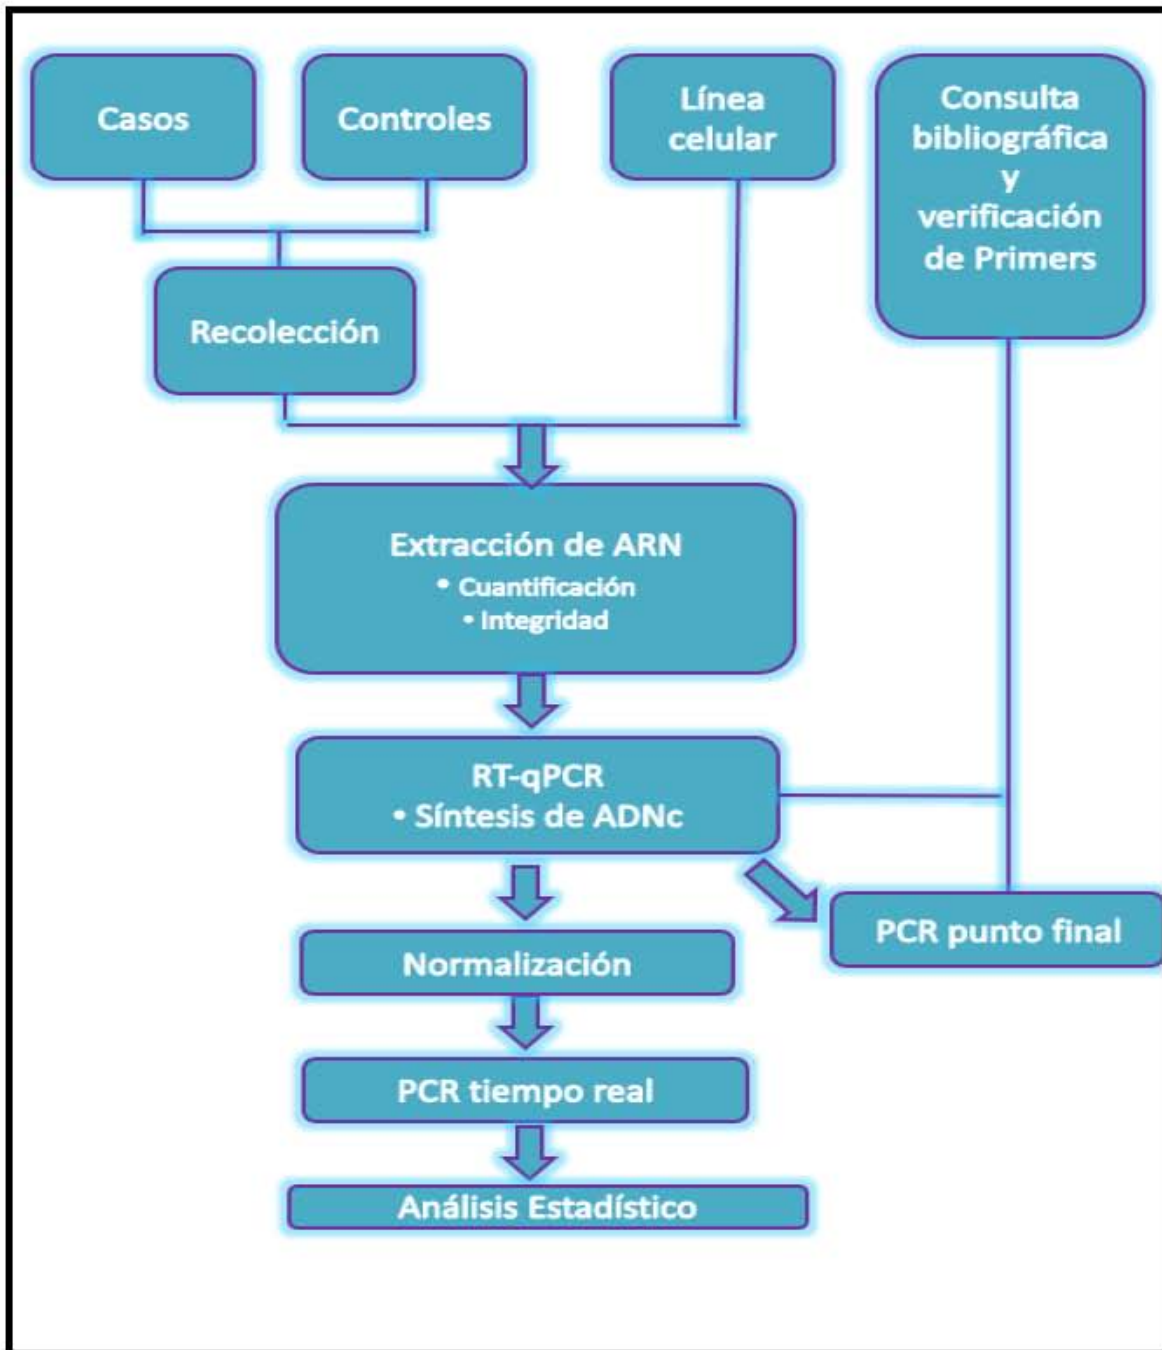 Casos
Controles
Línea
celular
Consulta
bibliográfica
y
verificación
de Primers
Recolección
Extracción de ARN
• Cuantificación
• Integridad
RT-qPCR
• Síntesis de ADNc
PCR punto final
Normalización
PCR tiempo real
Análisis Estadístico